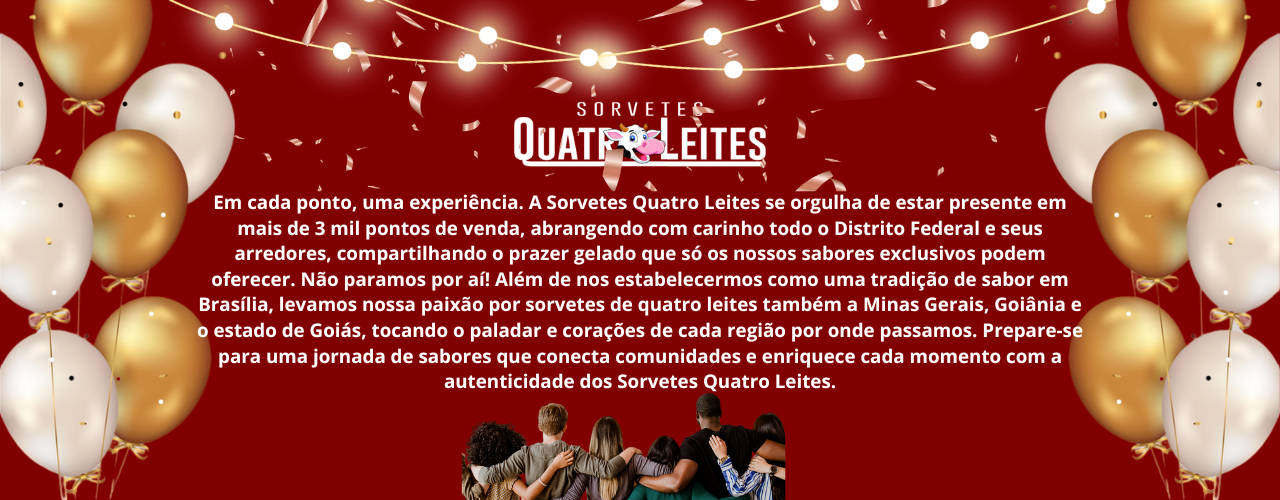 SORVETES
QUATRO LEITES
Em cada ponto, uma experiência. A Sorvetes Quatro Leites se orgulha de estar presente em
mais de 3 mil pontos de venda, abrangendo com carinho todo o Distrito Federal e seus
arredores, compartilhando o prazer gelado que só os nossos sabores exclusivos podem
oferecer. Não paramos por aí! Além de nos estabelecermos como uma tradição de sabor em
Brasília, levamos nossa paixão por sorvetes de quatro leites também a Minas Gerais, Goiânia e
o estado de Goiás, tocando o paladar e corações de cada região por onde passamos. Prepare-se
para uma jornada de sabores que conecta comunidades e enriquece cada momento com a
autenticidade dos Sorvetes Quatro Leites.